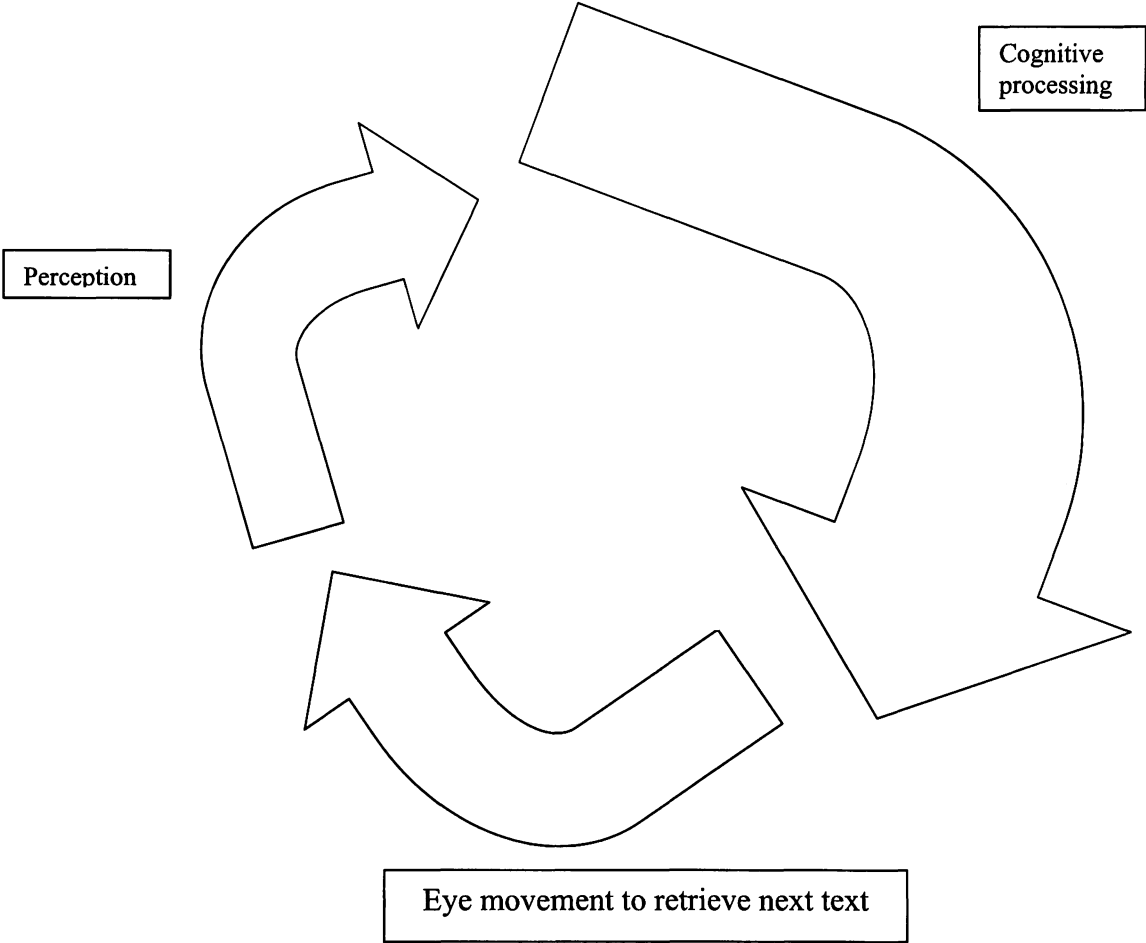 Cognitive
processing
Perception
Eye movement to retrieve next text